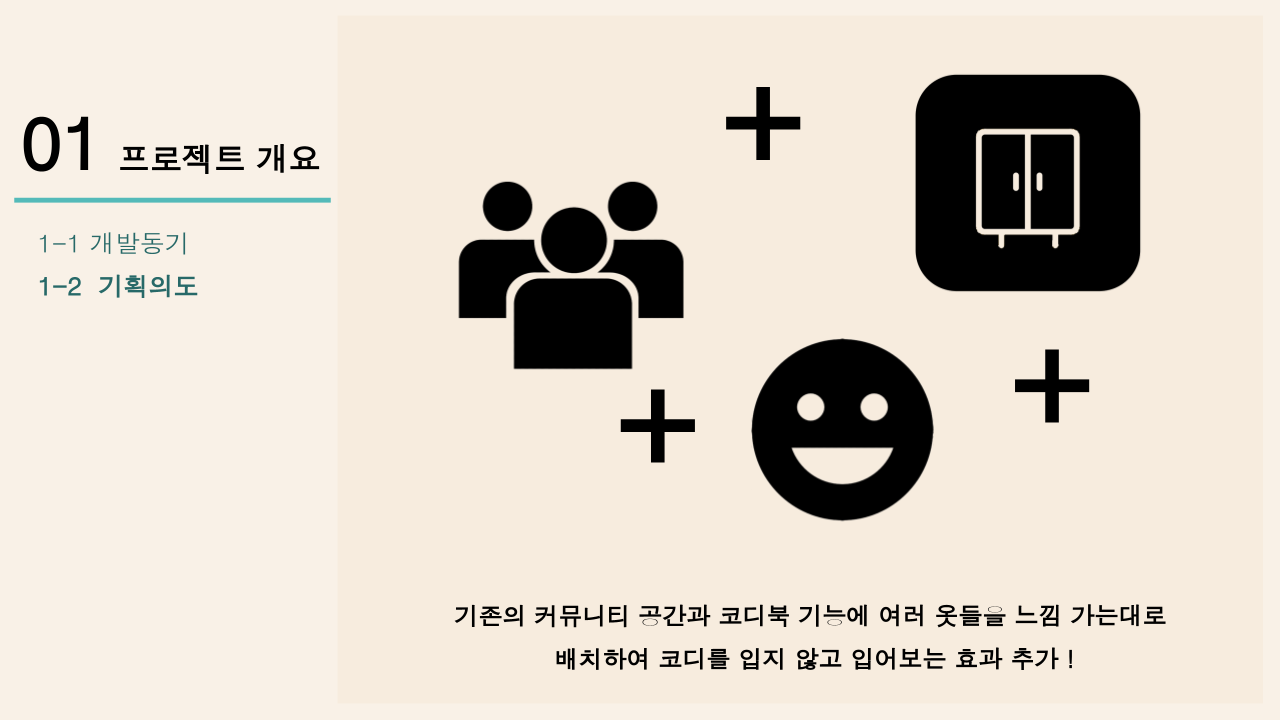 01 프로젝트 개요
1-1 개발동기
1-2 기획의도
기존의 커뮤니티 공간과 코디북 기능에 여러 옷들을 느낌 가는대로
배치하여 코디를 입지 않고 입어보는 효과 추가 !